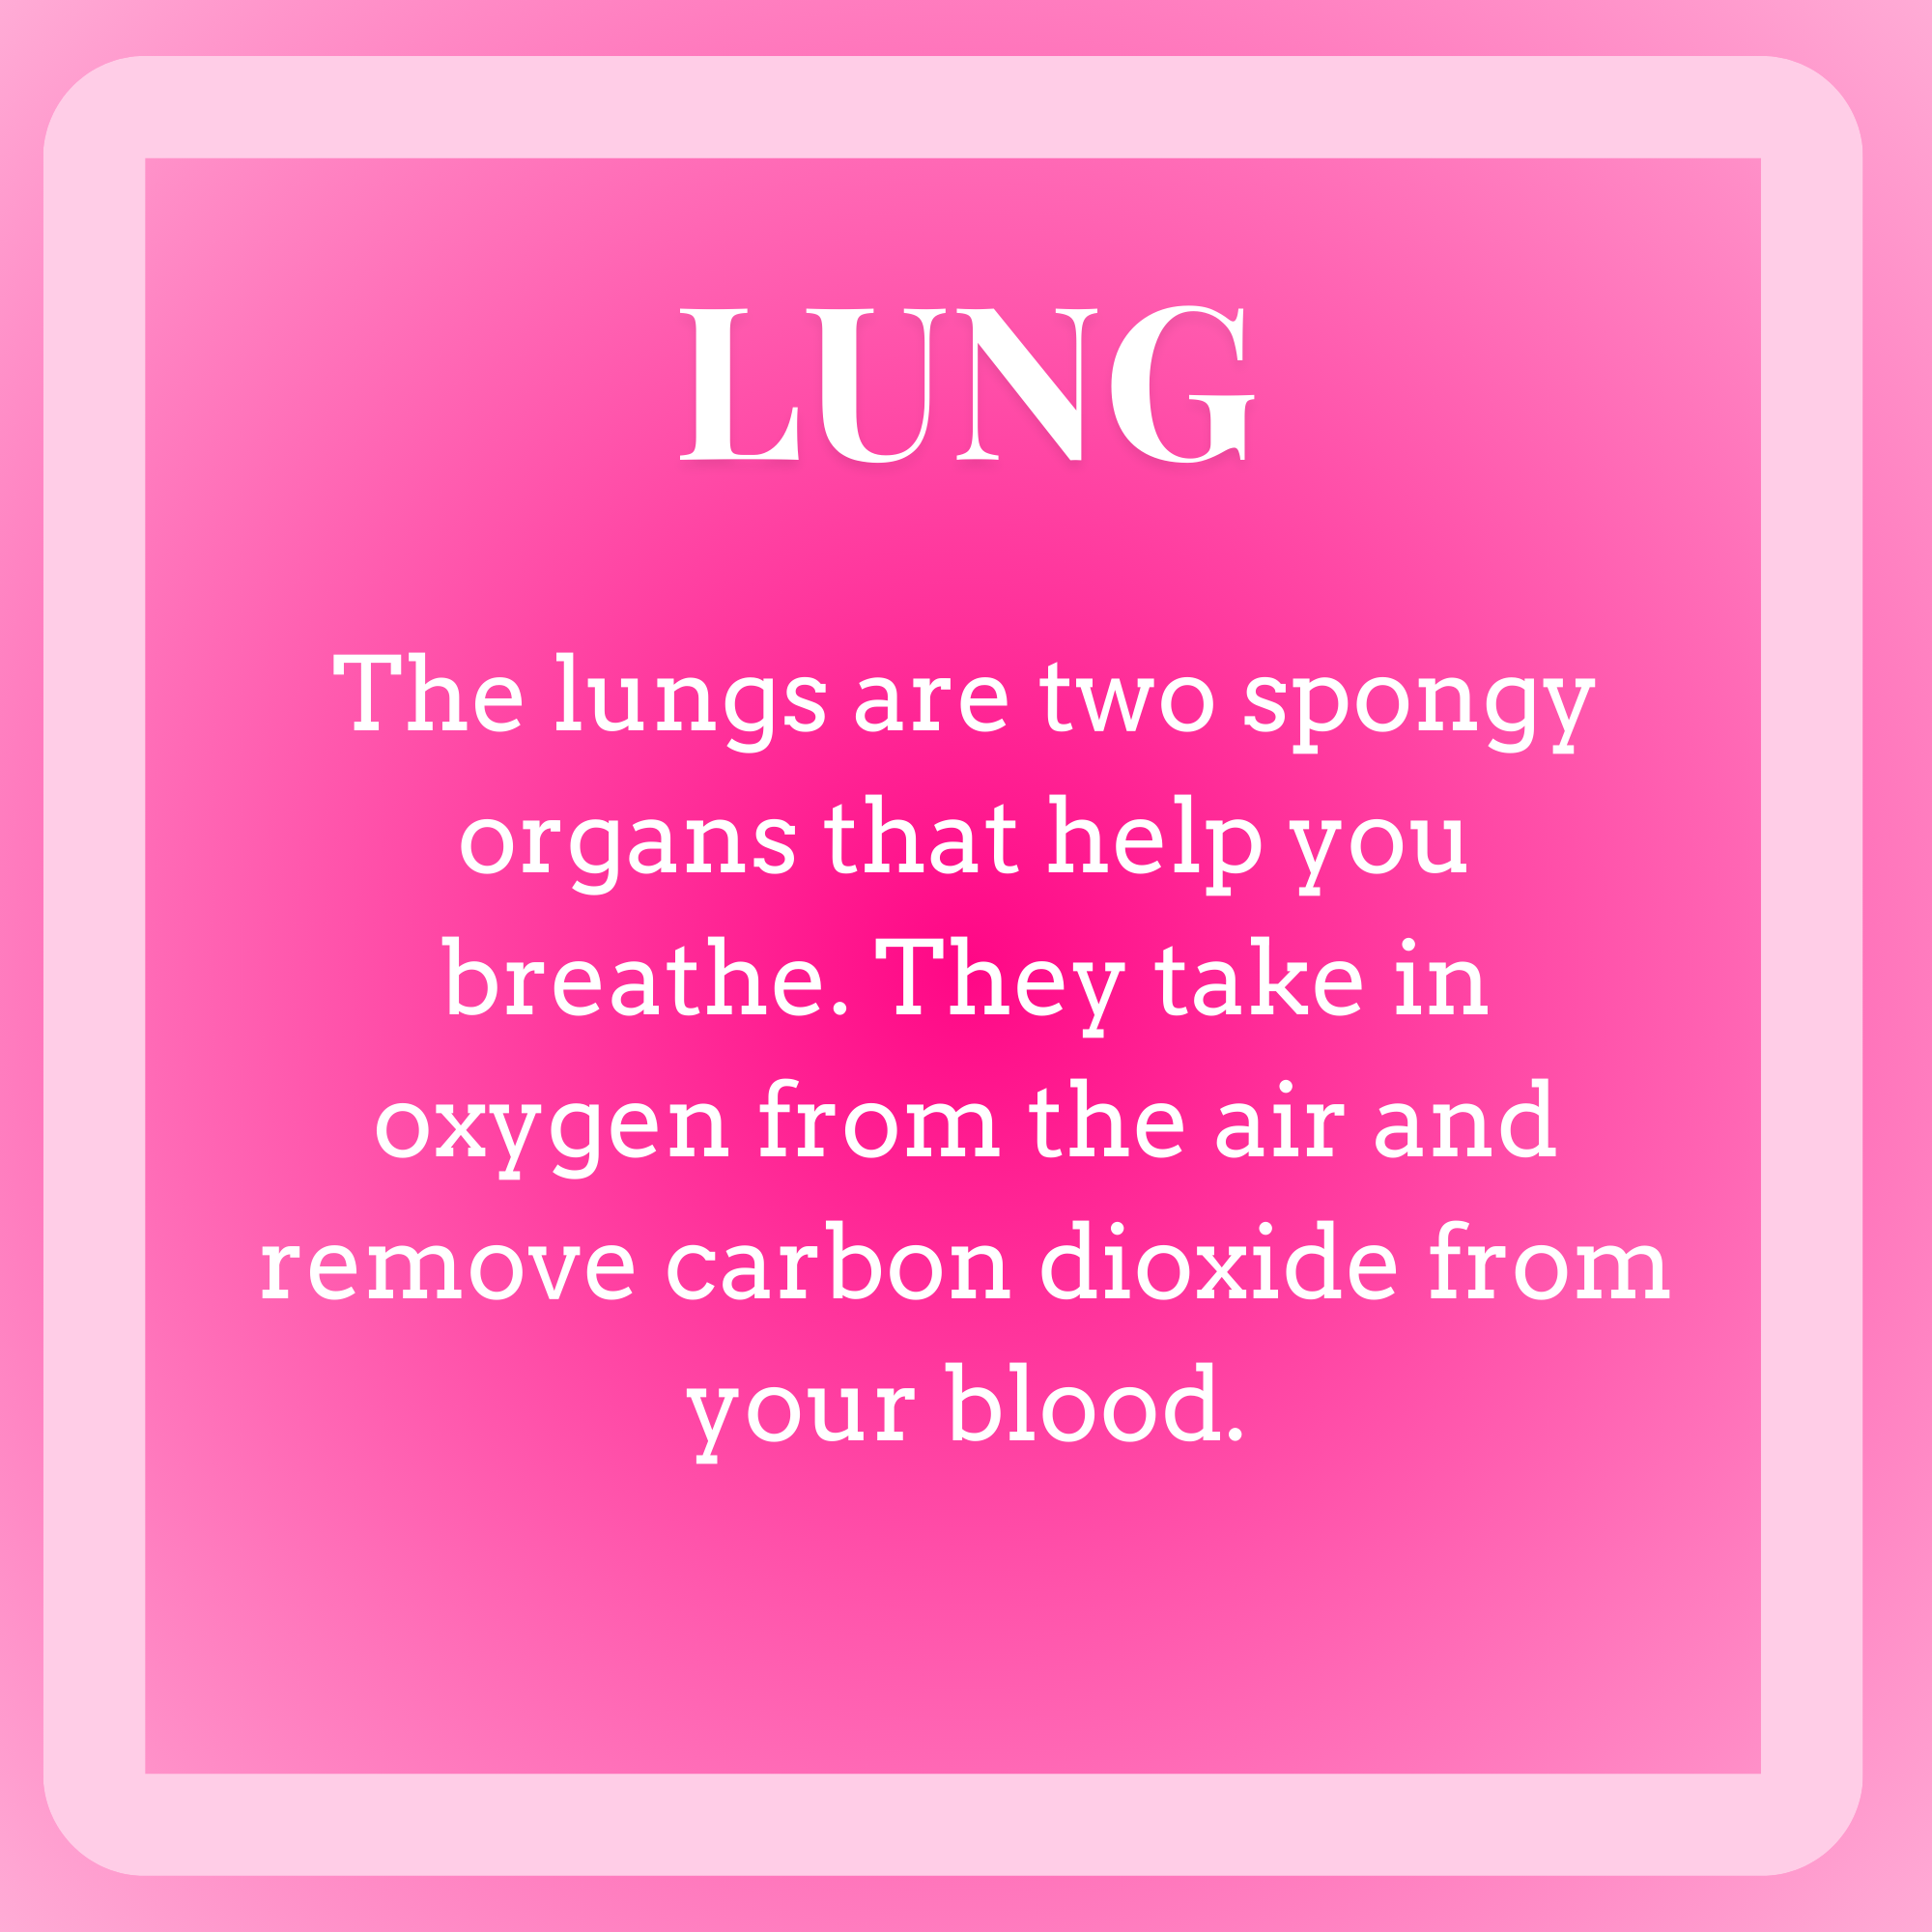 LUNG
The lungs are two spongy
organs that help you
breathe. They take in
oxygen from the air and
remove carbon dioxide from
your blood.